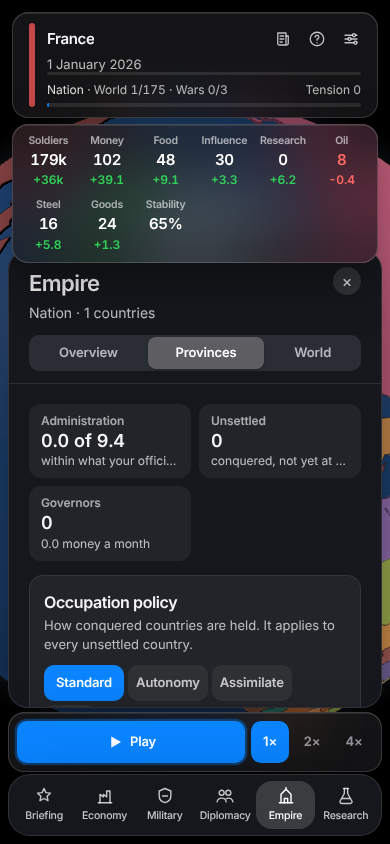 France
1 January 2026
Nation · World 1/175 · Wars 0/3 Tension 0
Soldiers Money Food Influence Research Oil
179k 102 48 30 0 8
+36k +39.1 +9.1 +3.3 +6.2 -0.4
Steel Goods Stability
16 24 65%
+5.8 +1.3
Empire
Nation · 1 countries
Overview Provinces World
Administration Unsettled
0.0 of 9.4 0
within what your offici... conquered, not yet at ...
Governors
0
0.0 money a month
Occupation policy
How conquered countries are held. It applies to
every unsettled country.
Standard Autonomy Assimilate
Play 1× 2× 4×
Briefing Economy Military Diplomacy Empire Research